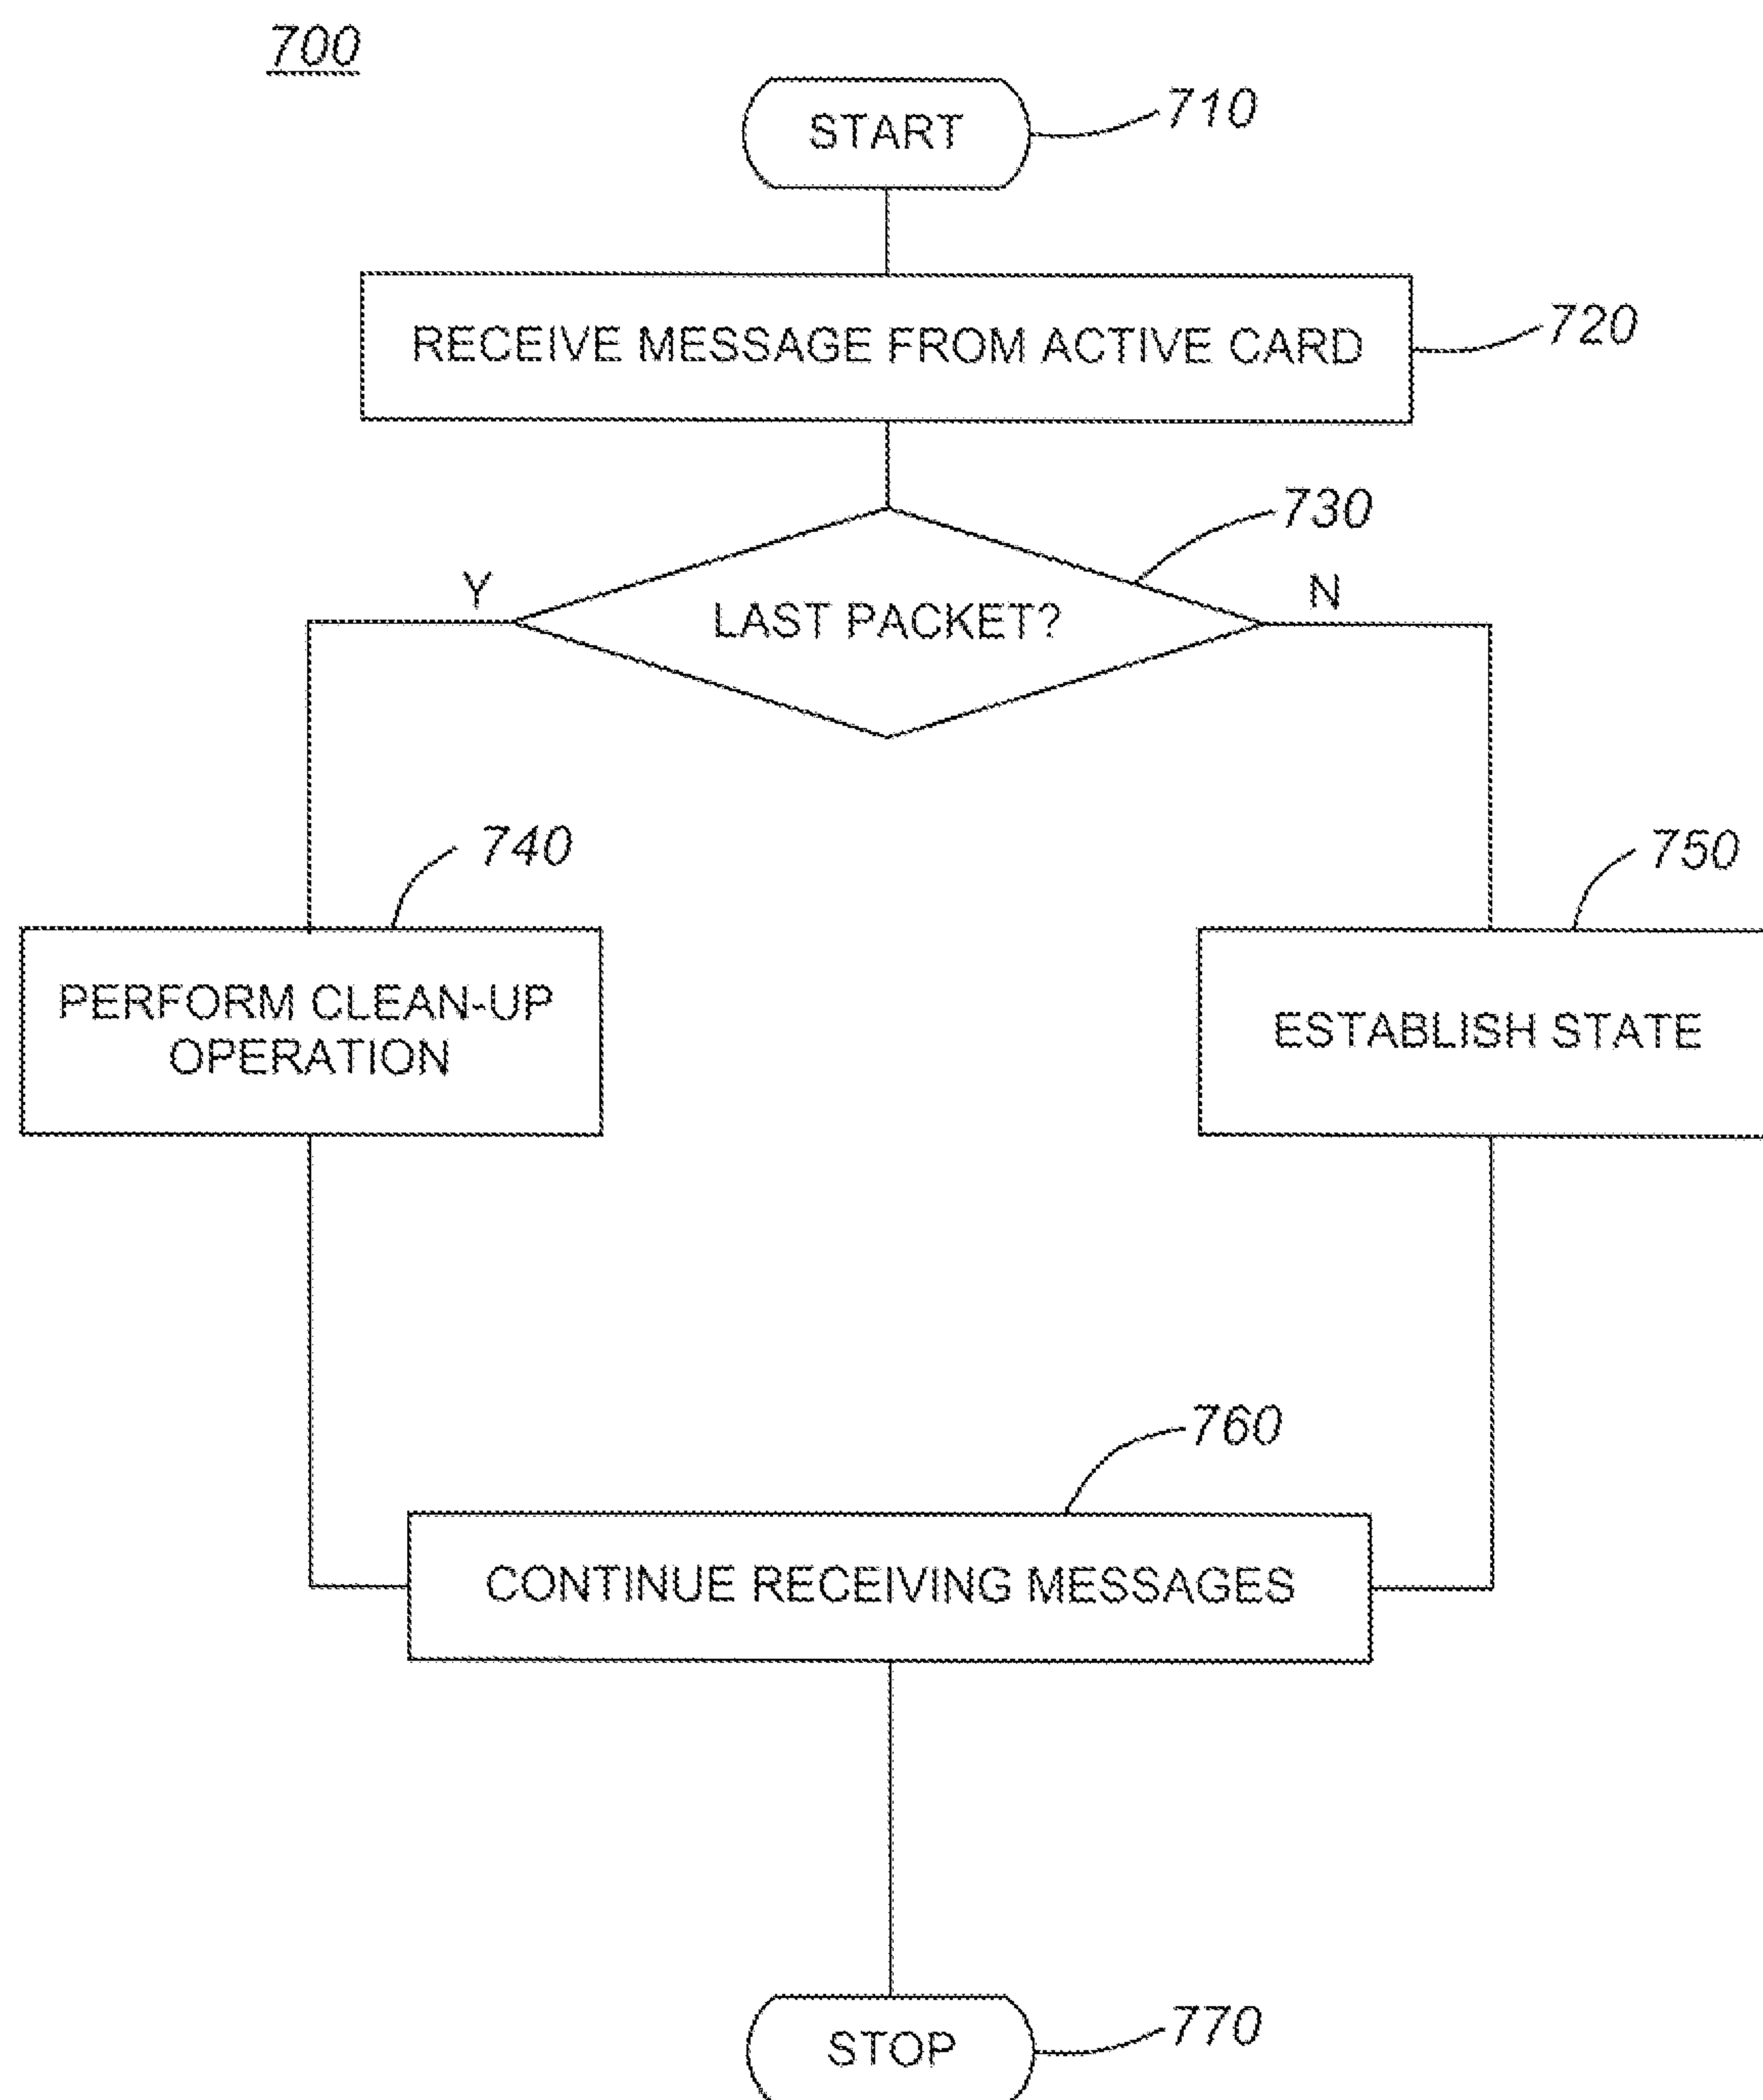 700
START
710
RECEIVE MESSAGE FROM ACTIVE CARD
720
730
Y
LAST PACKET?
N
740
750
PERFORM CLEAN-UP
OPERATION
ESTABLISH STATE
760
CONTINUE RECEIVING MESSAGES
STOP
770